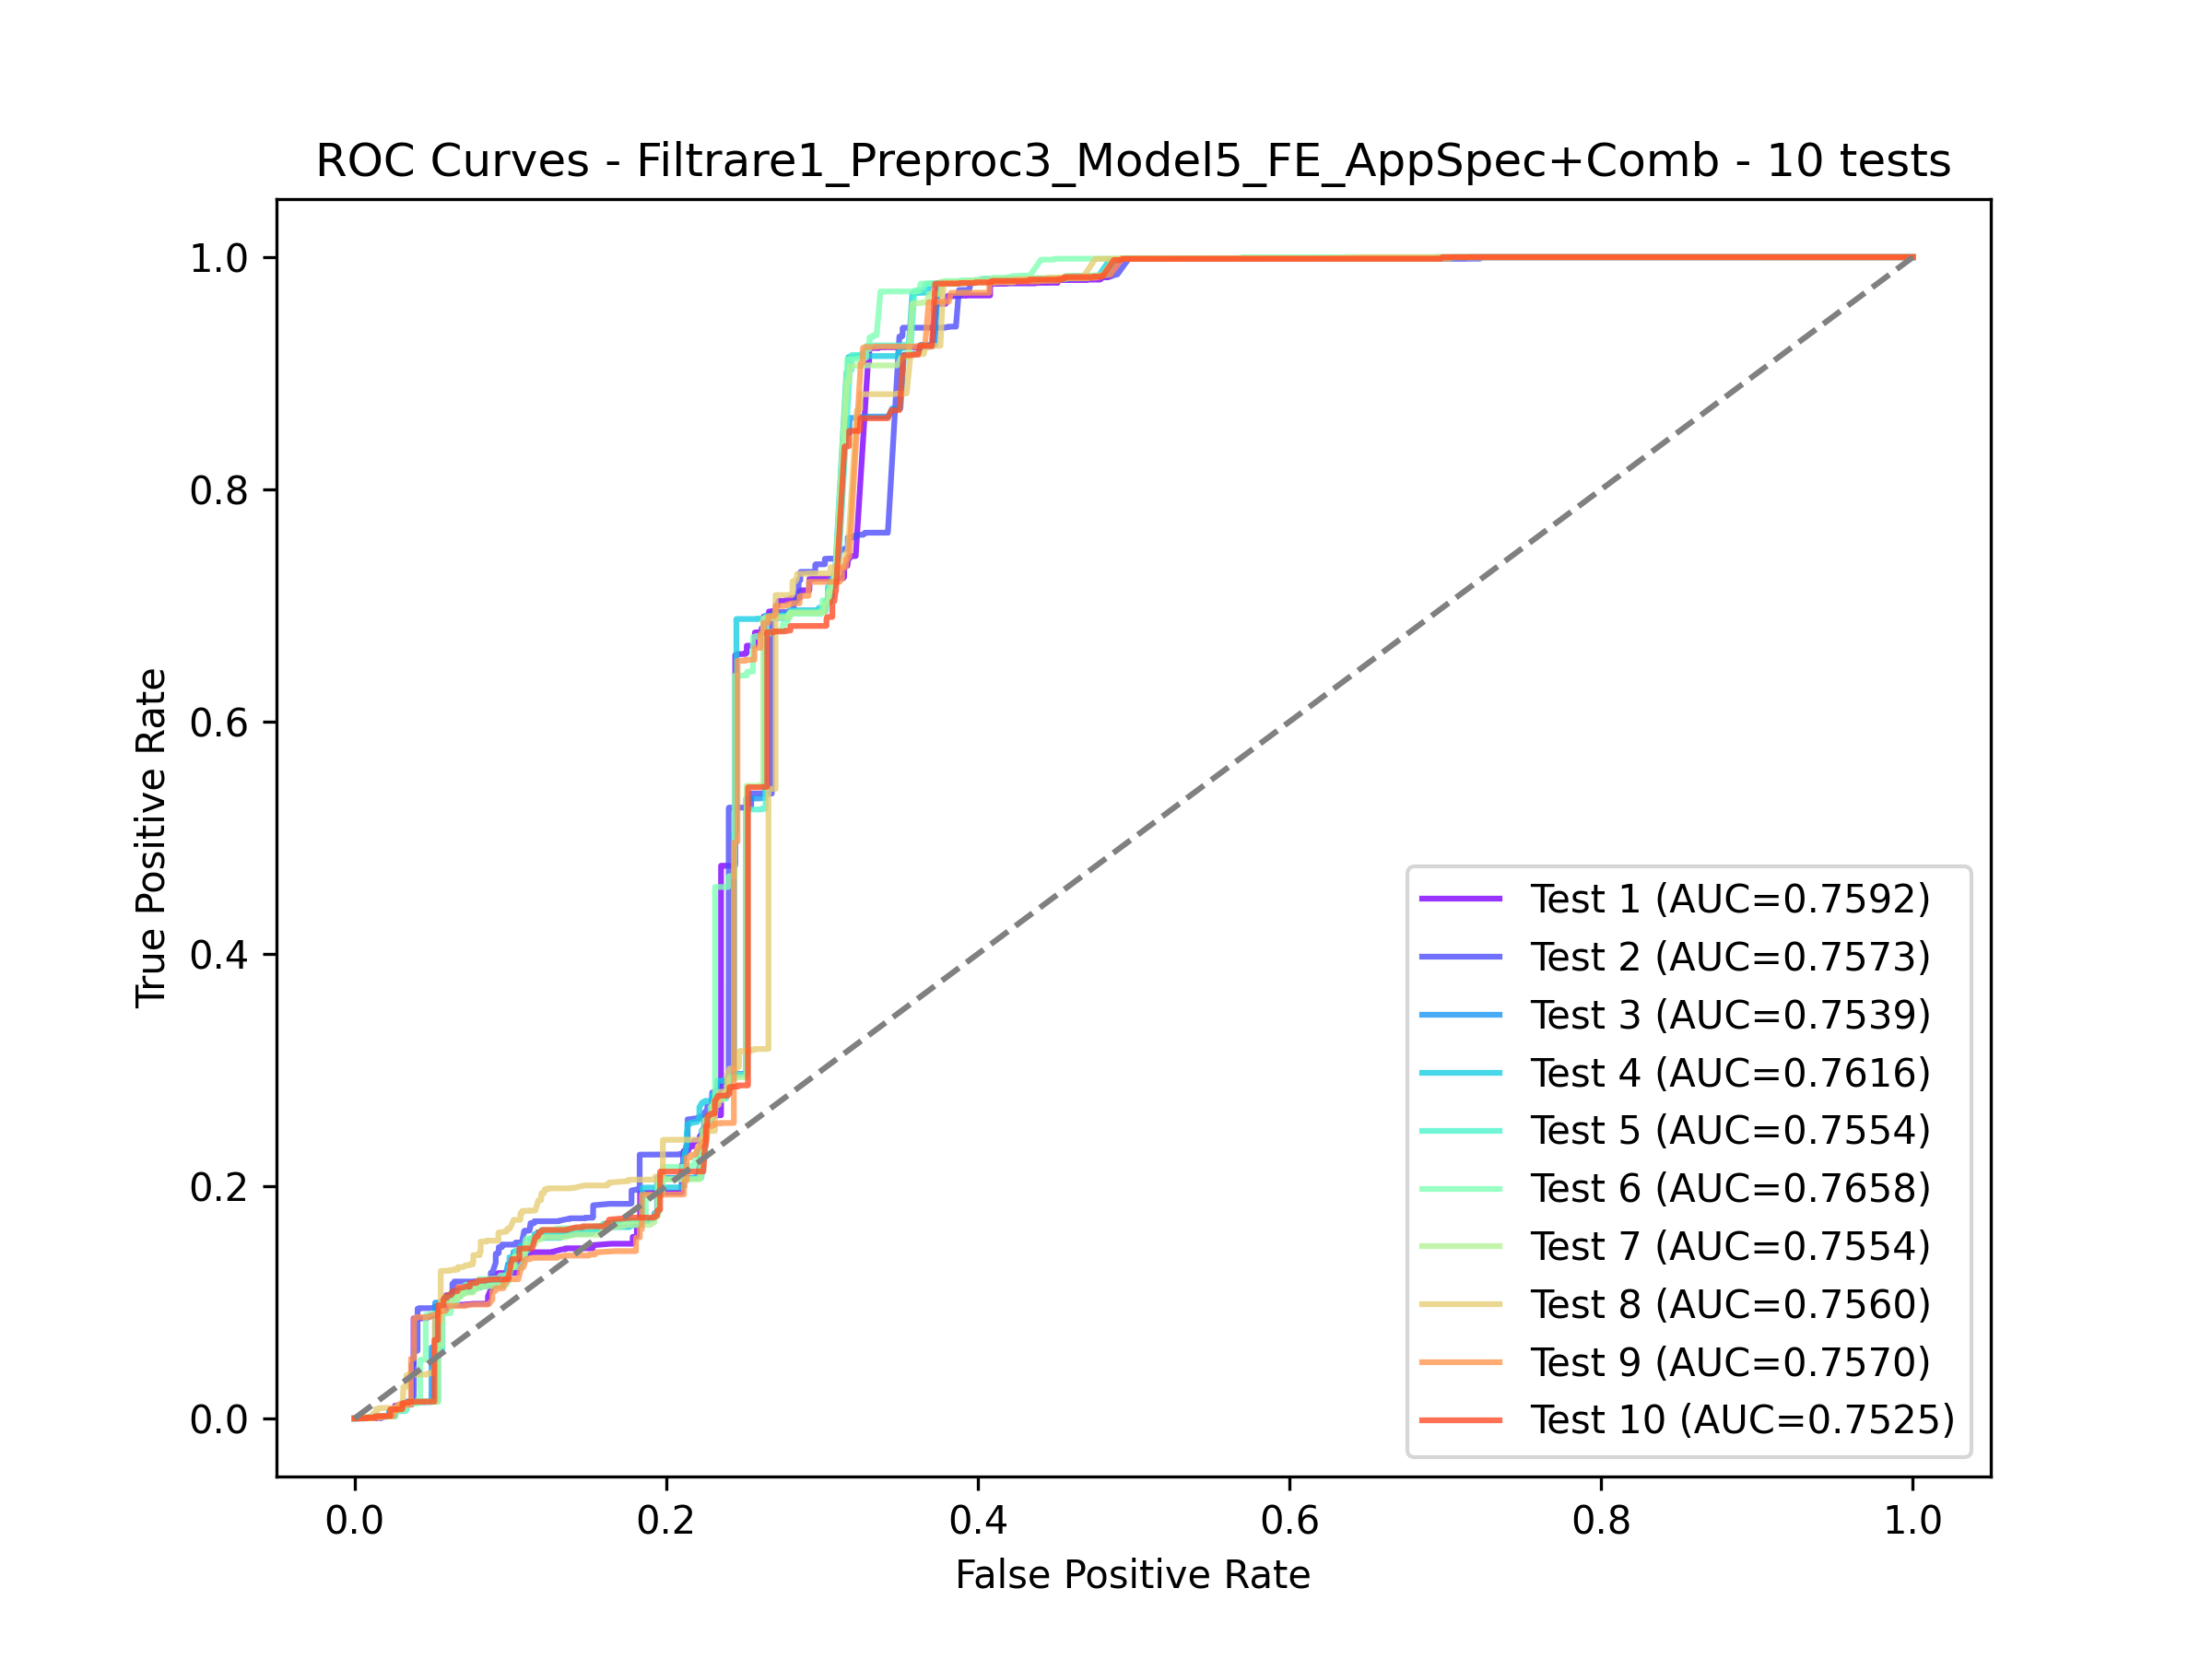 ROC Curves - Filtrare1_Preproc3_Model5_FE_AppSpec+Comb - 10 tests
True Positive Rate
1.0
0.8
0.6
0.4
0.2
0.0
0.0 0.2 0.4 0.6 0.8 1.0
False Positive Rate
Test 1 (AUC=0.7592)
Test 2 (AUC=0.7573)
Test 3 (AUC=0.7539)
Test 4 (AUC=0.7616)
Test 5 (AUC=0.7554)
Test 6 (AUC=0.7658)
Test 7 (AUC=0.7554)
Test 8 (AUC=0.7560)
Test 9 (AUC=0.7570)
Test 10 (AUC=0.7525)